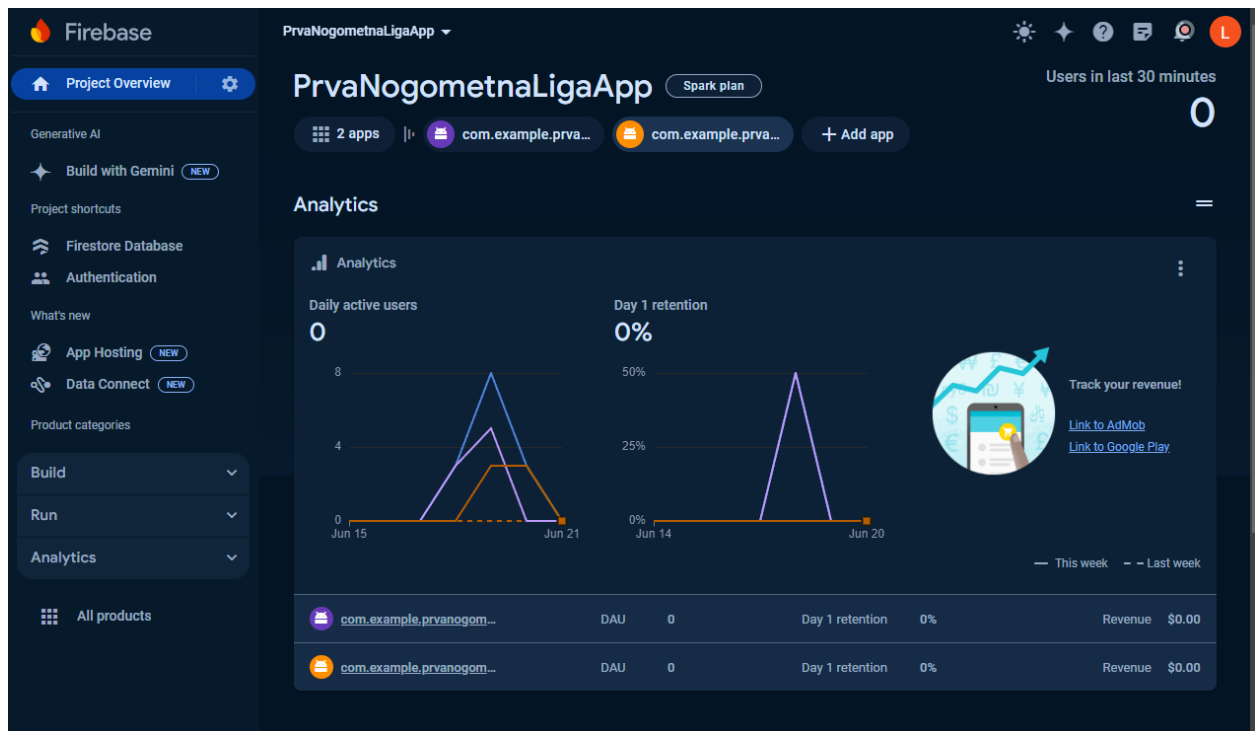 Firebase
Project Overview
Generative AI
Build with Gemini NEW
Project shortcuts
Firestore Database
Authentication
What's new
App Hosting NEW
Data Connect NEW
Product categories
Build
Run
Analytics
All products
PrvaNogometnaLigaApp
L
PrvaNogometnaLigaApp Spark plan
Users in last 30 minutes
0
2 apps com.example.prva... com.example.prva... + Add app
Analytics
Analytics
Daily active users
0
8
4
0
Jun 15 Jun 21
Day 1 retention
0%
50%
25%
0%
Jun 14 Jun 20
Track your revenue!
Link to AdMob
Link to Google Play
This week Last week
com.example.prvanogom... DAU 0 Day 1 retention 0% Revenue $0.00
com.example.prvanogom... DAU 0 Day 1 retention 0% Revenue $0.00